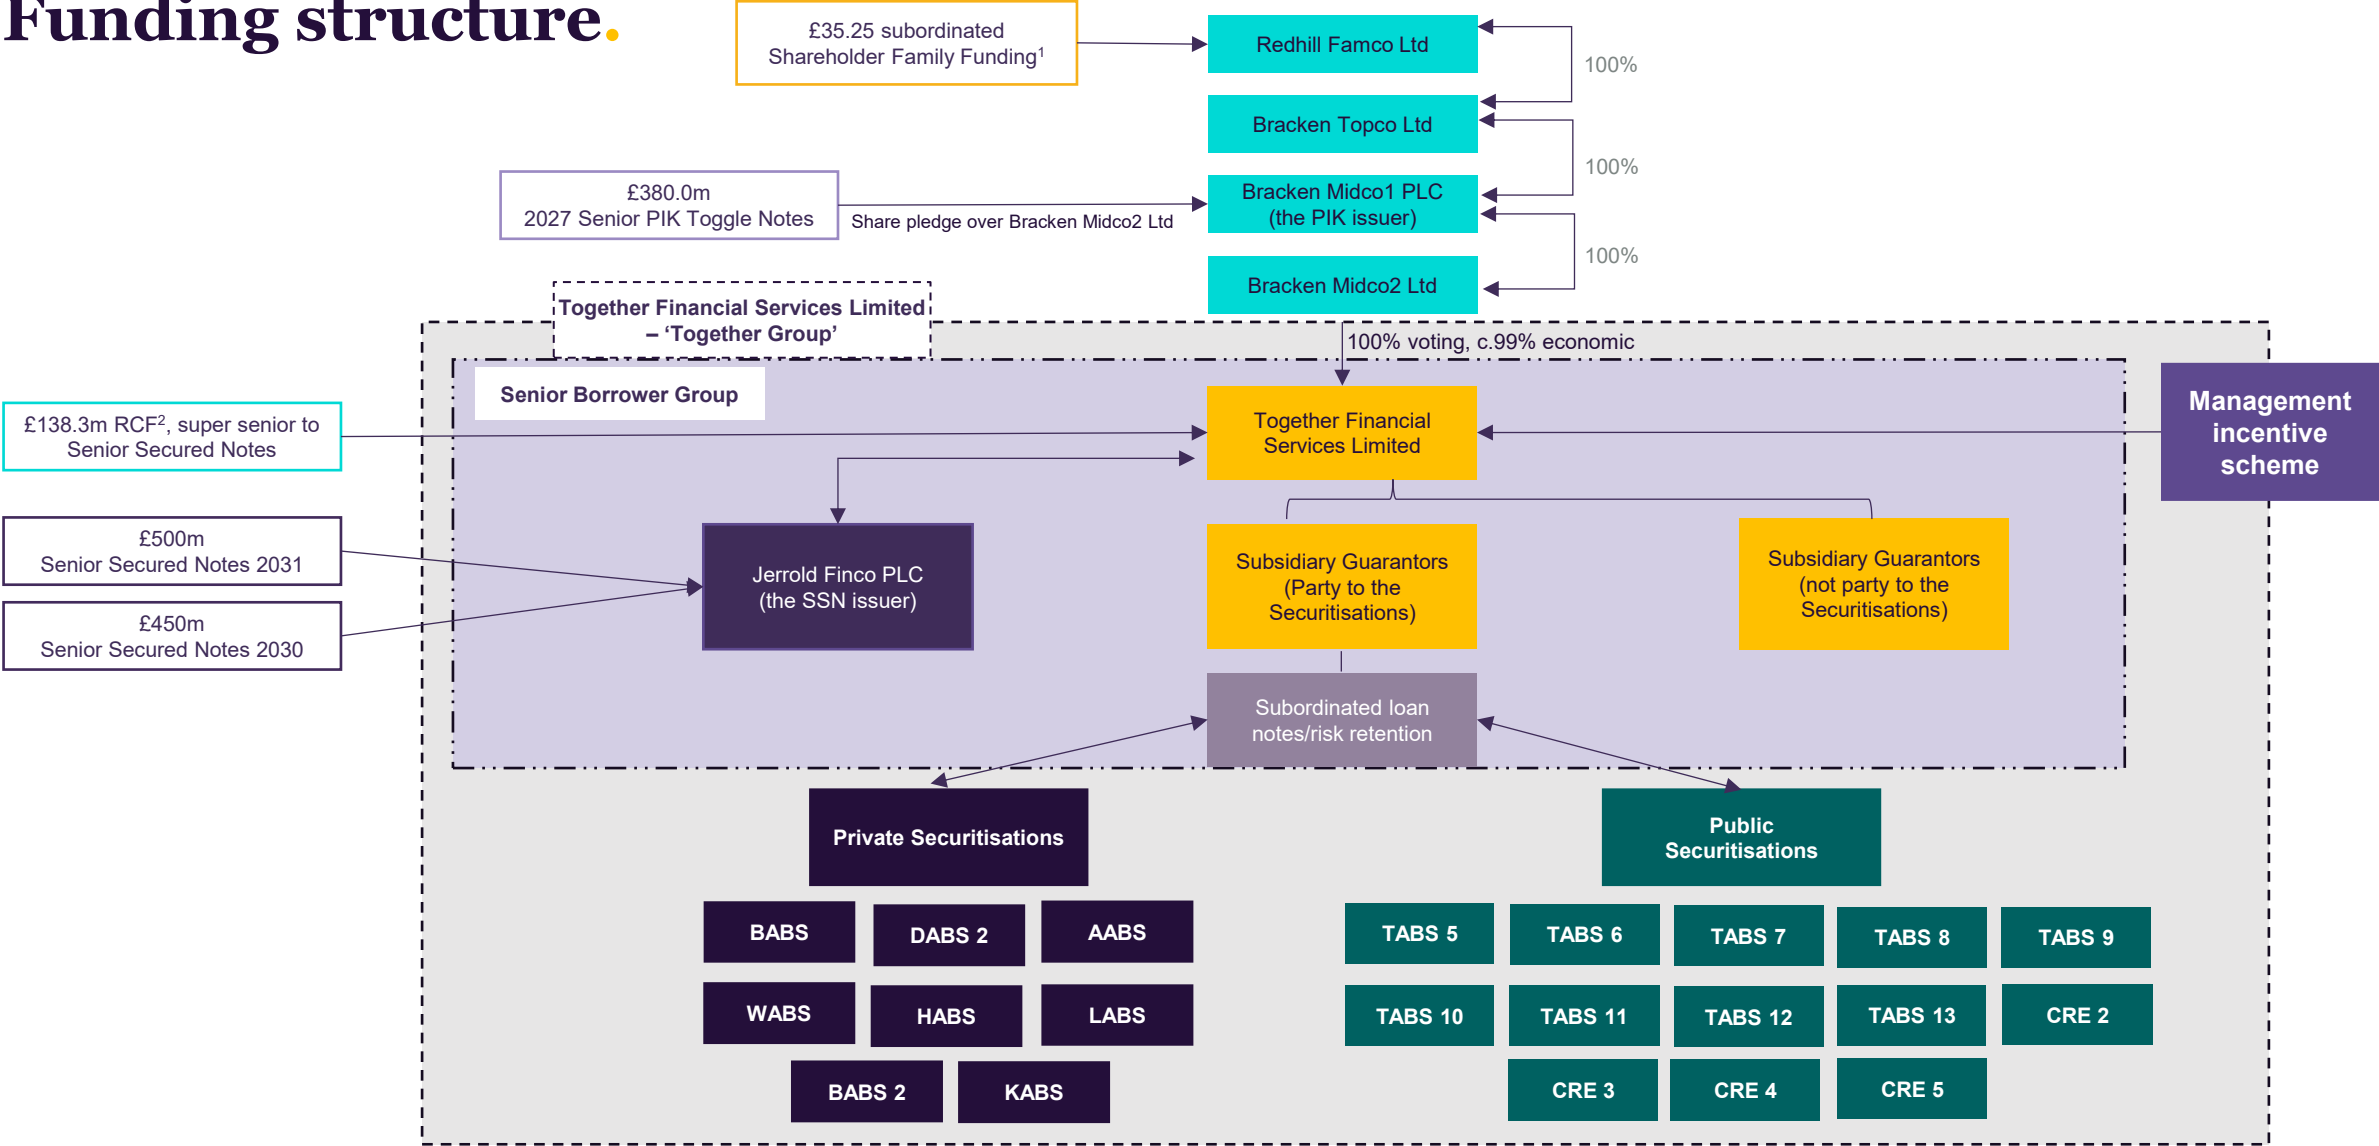 Funding structure.
£35.25 subordinated
Shareholder Family Funding1
Redhill Famco Ltd
100%
Bracken Topco Ltd
100%
£380.0m
2027 Senior PIK Toggle Notes
Share pledge over Bracken Midco2 Ltd
Bracken Midco1 PLC
(the PIK issuer)
100%
Bracken Midco2 Ltd
Together Financial Services Limited
– ‘Together Group’
100% voting, c.99% economic
Senior Borrower Group
£138.3m RCF2, super senior to
Senior Secured Notes
Together Financial
Services Limited
Management
incentive
scheme
£500m
Senior Secured Notes 2031
£450m
Senior Secured Notes 2030
Jerrold Finco PLC
(the SSN issuer)
Subsidiary Guarantors
(Party to the
Securitisations)
Subsidiary Guarantors
(not party to the
Securitisations)
Subordinated loan
notes/risk retention
Private Securitisations
Public
Securitisations
BABS
DABS 2
AABS
WABS
HABS
LABS
BABS 2
KABS
TABS 5
TABS 6
TABS 7
TABS 8
TABS 9
TABS 10
TABS 11
TABS 12
TABS 13
CRE 2
CRE 3
CRE 4
CRE 5